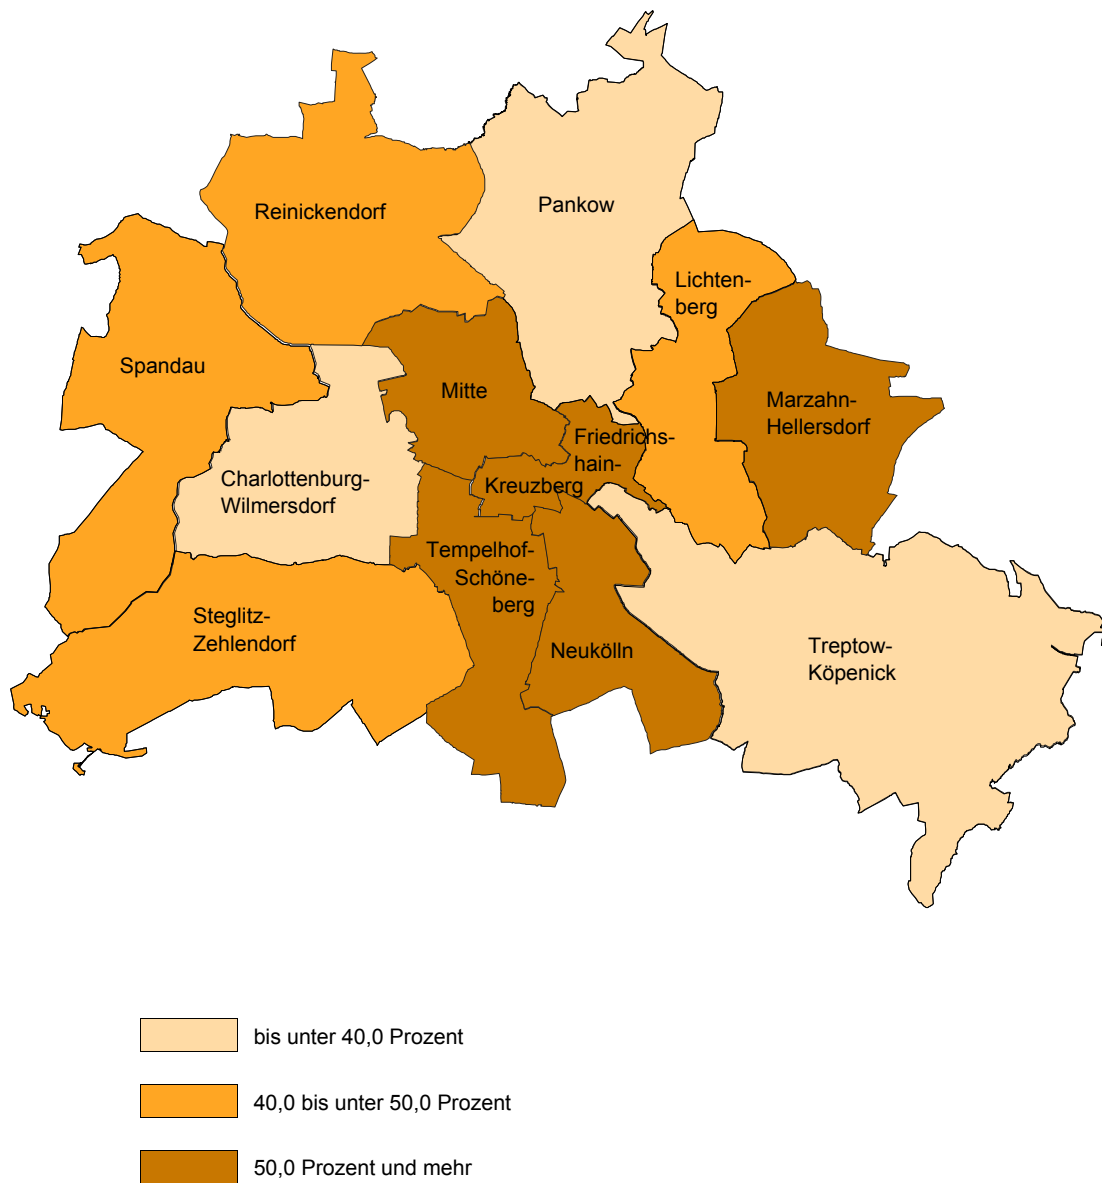 Reinickendorf
Pankow
Lichten-
berg
Spandau
Mitte
Marzahn-
Hellersdorf
Friedrichs-
hain-
Kreuzberg
Charlottenburg-
Wilmersdorf
Tempelhof-
Schöne-
berg
Steglitz-
Zehlendorf
Neukölln
Treptow-
Köpenick
bis unter 40,0 Prozent
40,0 bis unter 50,0 Prozent
50,0 Prozent und mehr